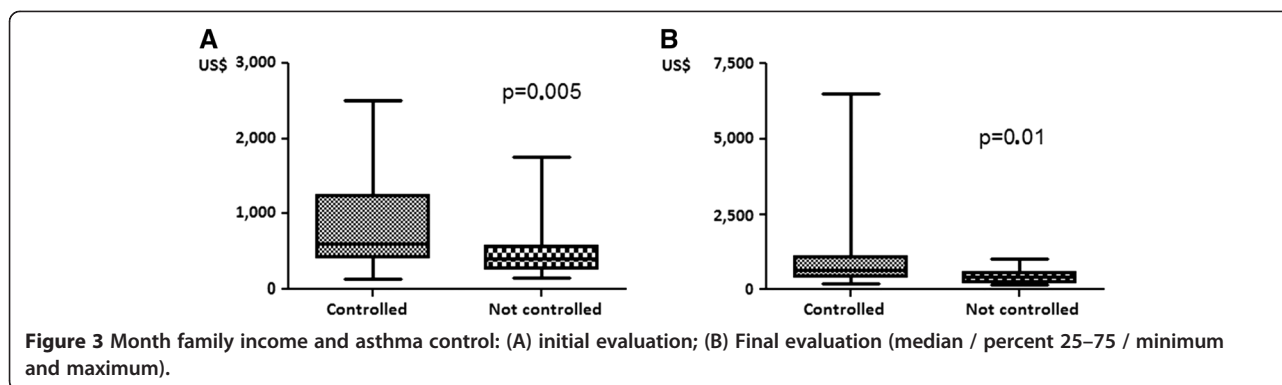 A
US$
3,000
2,000
1,000
0
p=0.005
Controlled
Not controlled
B
US$
7,500
5,000
2,500
0
p=0.01
Controlled
Not controlled
Figure 3 Month family income and asthma control: (A) initial evaluation; (B) Final evaluation (median / percent 25–75 / minimum
and maximum).